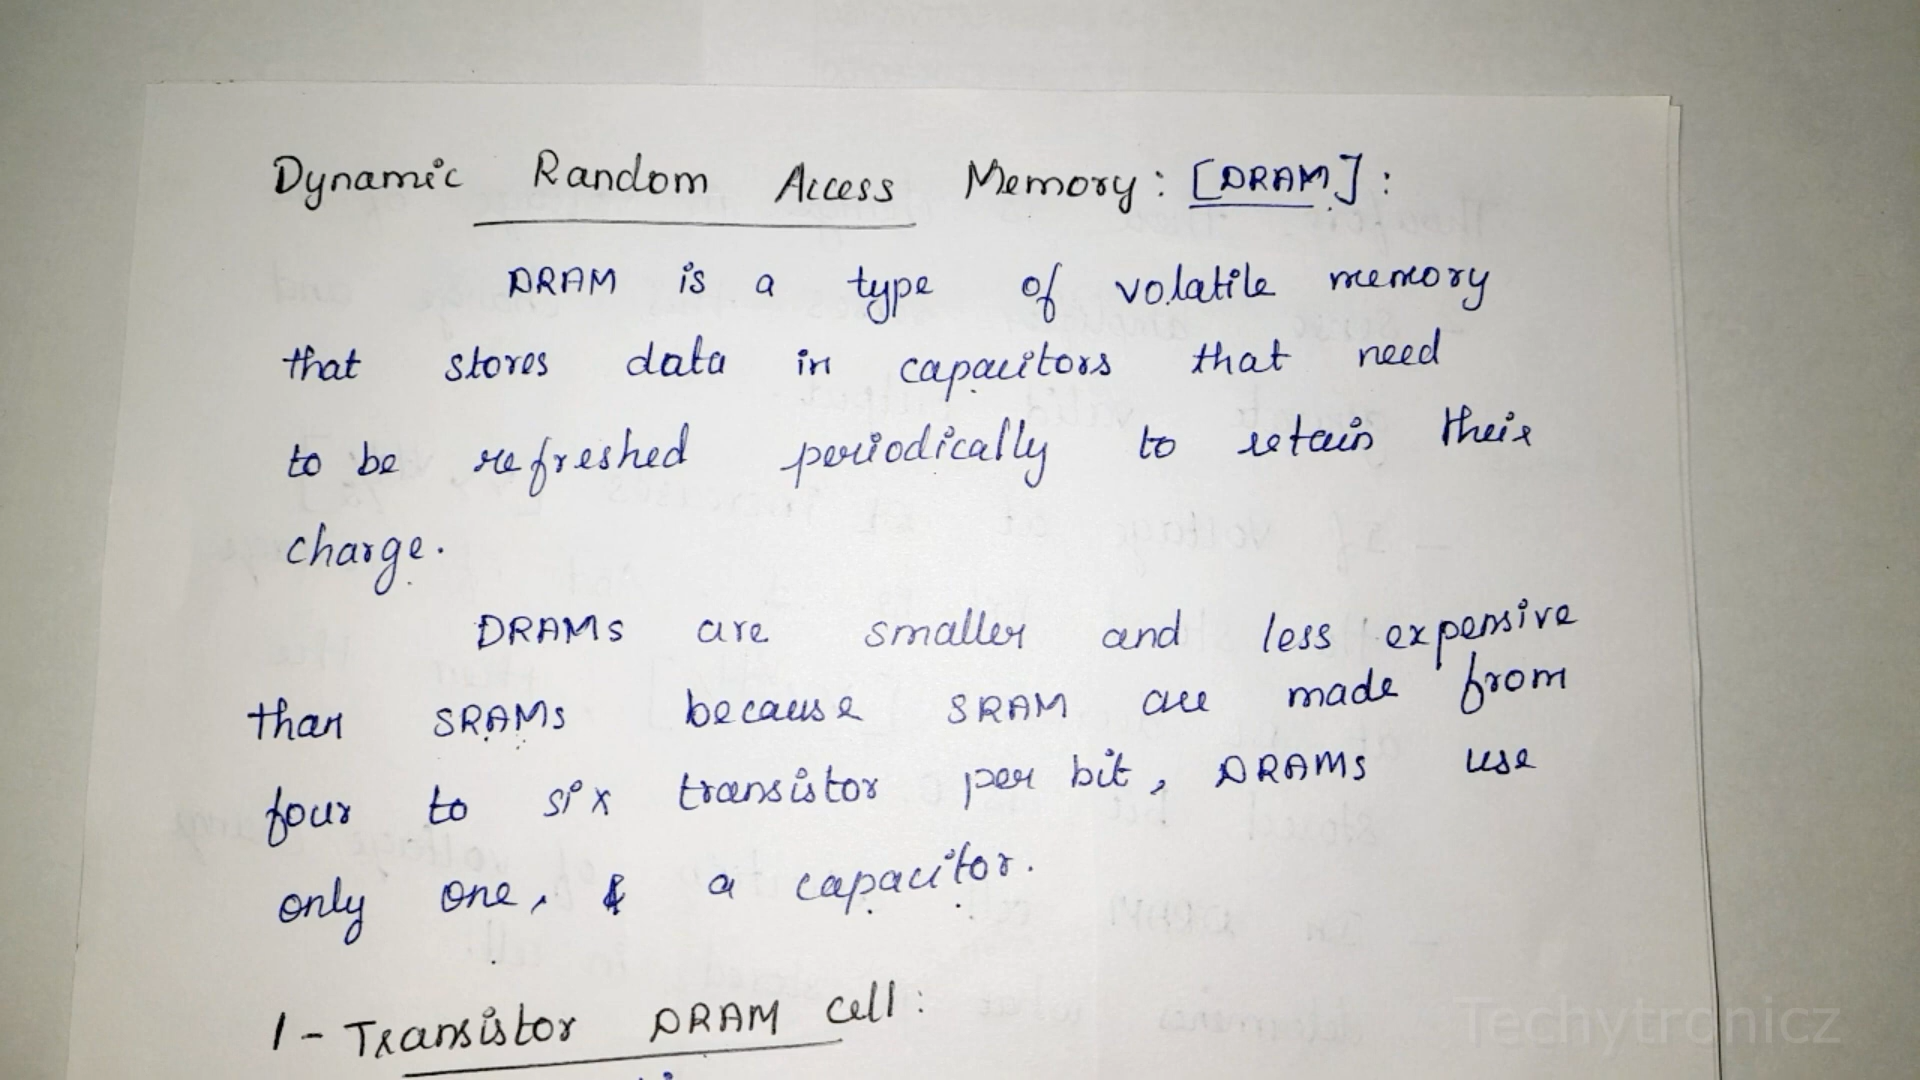 Dynamic Random Access Memory: [DRAM]:
DRAM is a type of volatile memory
that stores data in capacitors that need
to be refreshed periodically to retain their
charge.
DRAMs are smaller and less expensive
than SRAMs because SRAM are made from
four to six transistor per bit, DRAMs use
only one, & a capacitor.
1-Transistor DRAM cell:
Techytronicz